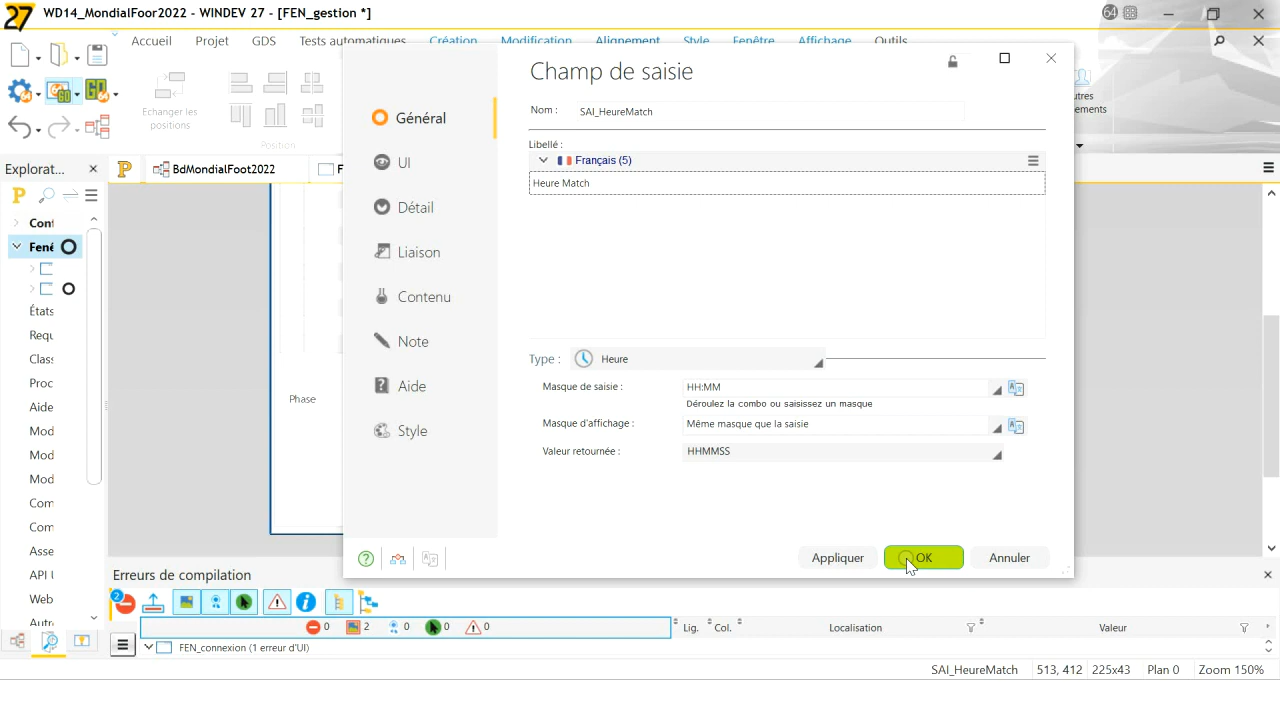 27 WD14_MondialFoor2022 - WINDEV 27 - [FEN_gestion *]
64
Accueil Projet GDS Tests automatiques Création Modification Alignement Style Fenêtre Affichage Outils
Echanger les
positions
Position
Explorat...
BdMondialFoot2022
Fené
États
Requ
Class
Proc
Aide
Mod
Mod
Mod
Com
Com
Asse
API
Web
Autr
Phase
Champ de saisie
Général
UI
Détail
Liaison
Contenu
Note
Aide
Style
Nom : SAI_HeureMatch
Libellé :
Français (5)
Heure Match
Type : Heure
Masque de saisie : HH:MM
Déroulez la combo ou saisissez un masque
Masque d'affichage : Même masque que la saisie
Valeur retournée : HHMMSS
Appliquer OK Annuler
Erreurs de compilation
2
0 2 0 0 0
Lig. Col. Localisation Valeur
FEN_connexion (1 erreur d'UI)
SAI_HeureMatch 513, 412 225x43 Plan 0 Zoom 150%